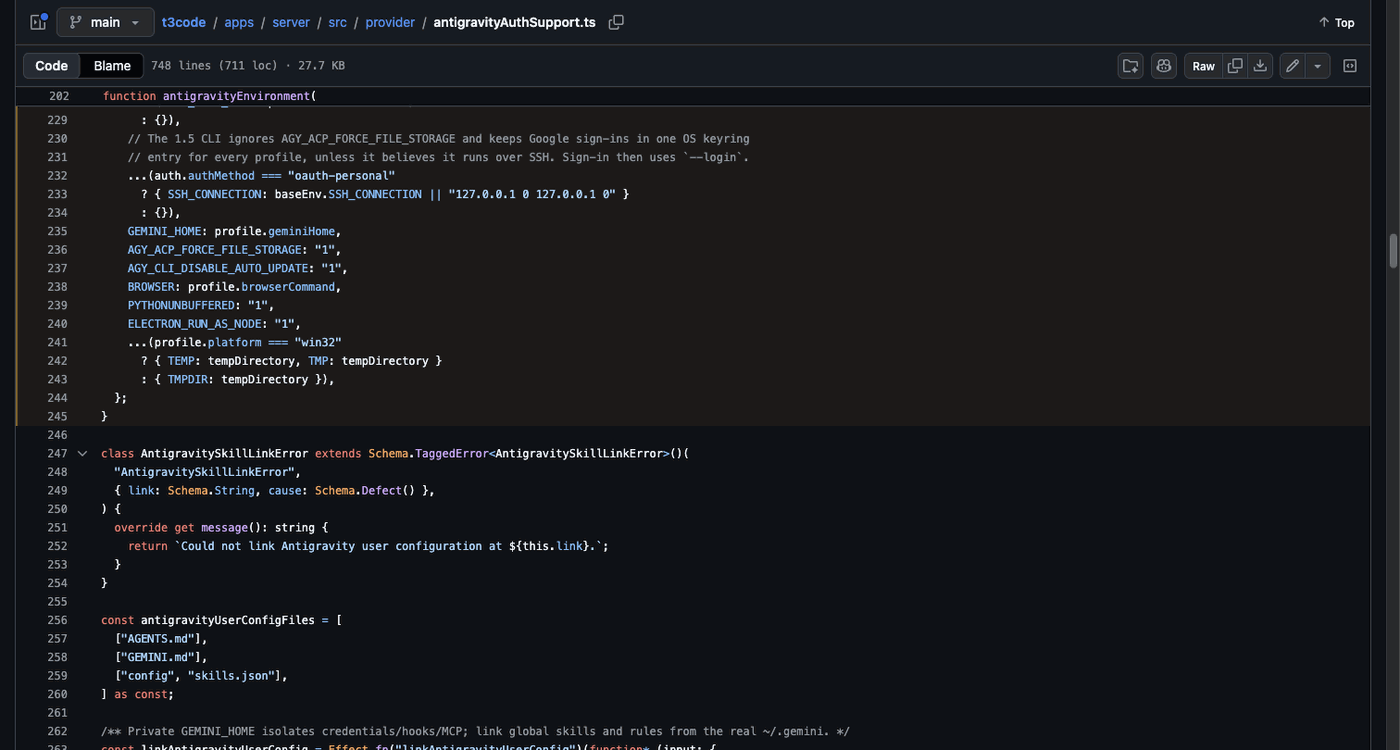 main
t3code / apps / server / src / provider / antigravityAuthSupport.ts
Top
Code Blame 748 lines (711 loc) · 27.7 KB
Raw
202 function antigravityEnvironment(
229 : {}),
230 // The 1.5 CLI ignores AGY_ACP_FORCE_FILE_STORAGE and keeps Google sign-ins in one OS keyring
231 // entry for every profile, unless it believes it runs over SSH. Sign-in then uses `--login`.
232 ...(auth.authMethod === "oauth-personal"
233 ? { SSH_CONNECTION: baseEnv.SSH_CONNECTION || "127.0.0.1 0 127.0.0.1 0" }
234 : {}),
235 GEMINI_HOME: profile.geminiHome,
236 AGY_ACP_FORCE_FILE_STORAGE: "1",
237 AGY_CLI_DISABLE_AUTO_UPDATE: "1",
238 BROWSER: profile.browserCommand,
239 PYTHONUNBUFFERED: "1",
240 ELECTRON_RUN_AS_NODE: "1",
241 ...(profile.platform === "win32"
242 ? { TEMP: tempDirectory, TMP: tempDirectory }
243 : { TMPDIR: tempDirectory }),
244 };
245 }
246
247 class AntigravitySkillLinkError extends Schema.TaggedError<AntigravitySkillLinkError>()(
248 "AntigravitySkillLinkError",
249 { link: Schema.String, cause: Schema.Defect() },
250 ) {
251 override get message(): string {
252 return `Could not link Antigravity user configuration at ${this.link}.`;
253 }
254 }
255
256 const antigravityUserConfigFiles = [
257 ["AGENTS.md"],
258 ["GEMINI.md"],
259 ["config", "skills.json"],
260 ] as const;
261
262 /** Private GEMINI_HOME isolates credentials/hooks/MCP; link global skills and rules from the real ~/.gemini. */
263 const linkAntigravityUserConfig = Effect.fn("linkAntigravityUserConfig")(function* (input: {